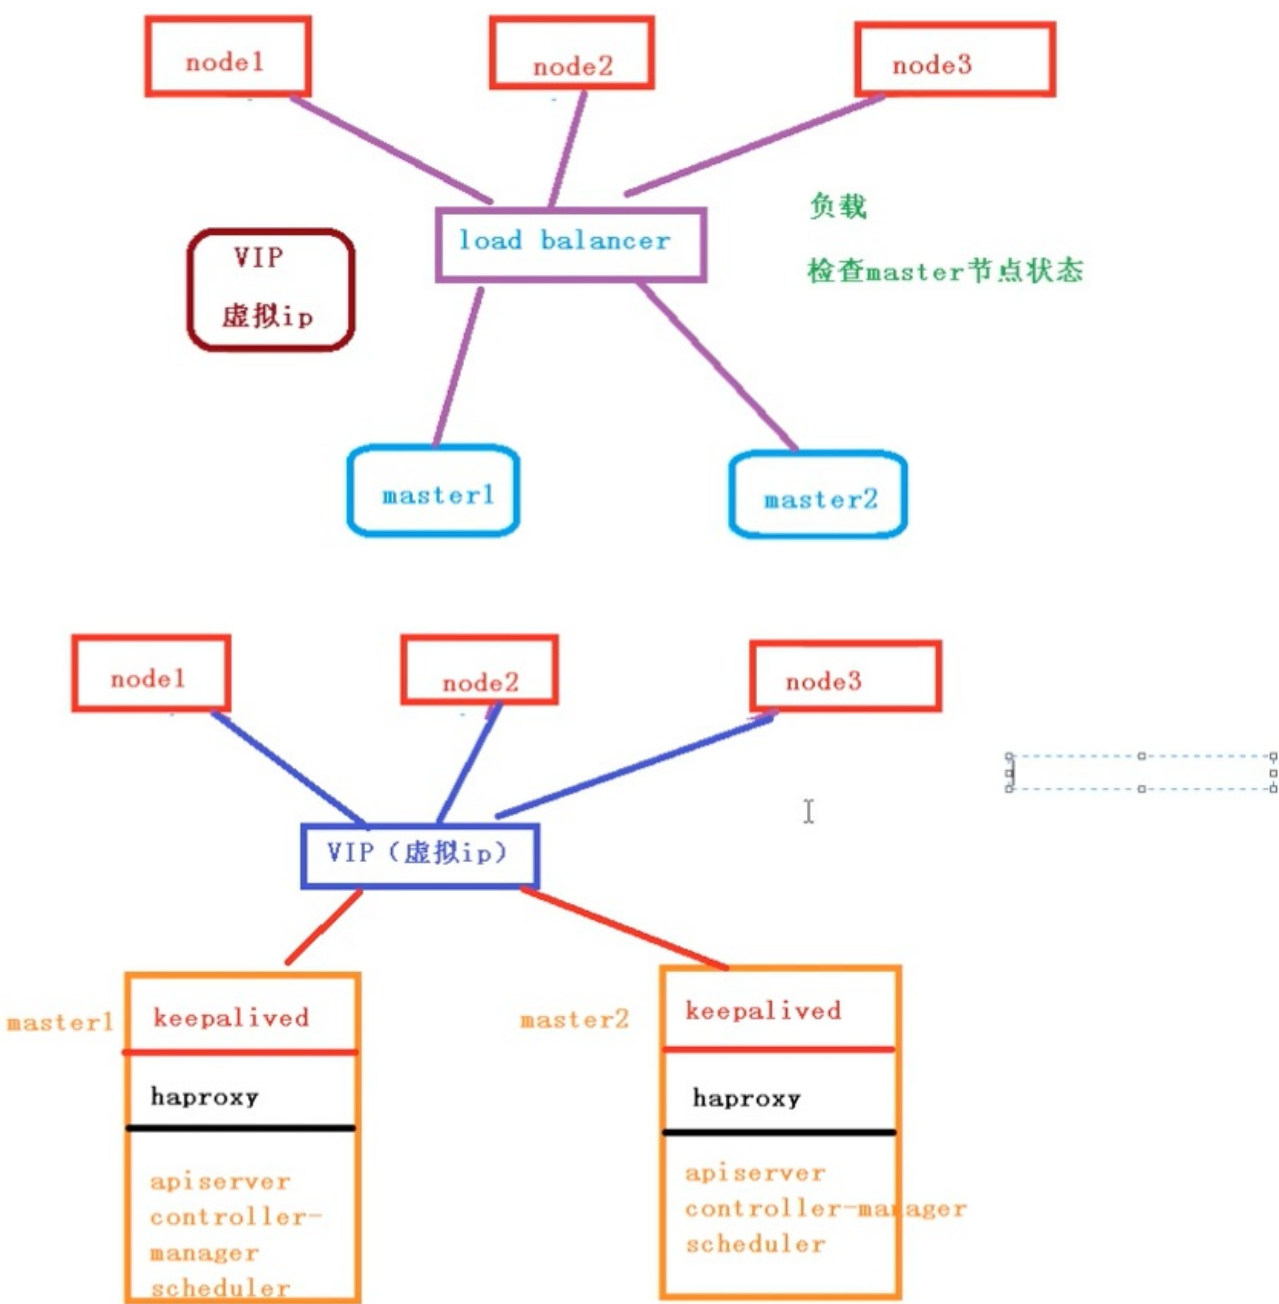 node1
node2
node3
负载
load balancer
VIP
虚拟ip
检查master节点状态
master1
master2
node1
node2
node3
VIP（虚拟ip）
master1
keepalived
haproxy
apiserver
controller-
manager
scheduler
master2
keepalived
haproxy
apiserver
controller-manager
scheduler